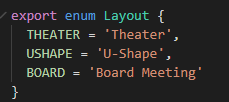 export enum Layout {
THEATER = 'Theater',
USHAPE = 'U-Shape',
BOARD = 'Board Meeting'
}